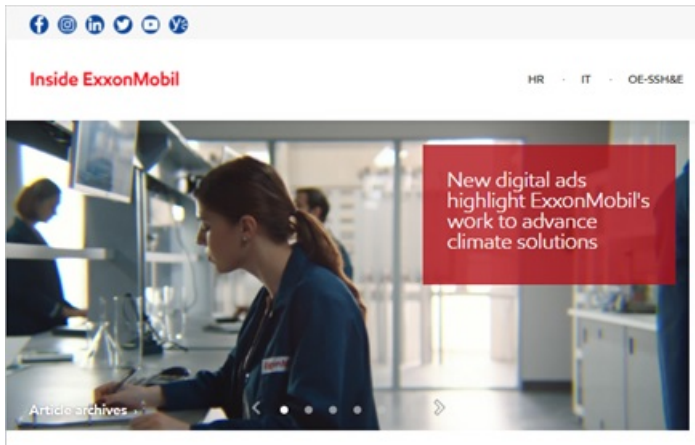 Inside ExxonMobil
HR · IT · OE-SSH&E
New digital ads
highlight ExxonMobil's
work to advance
climate solutions
Article archives